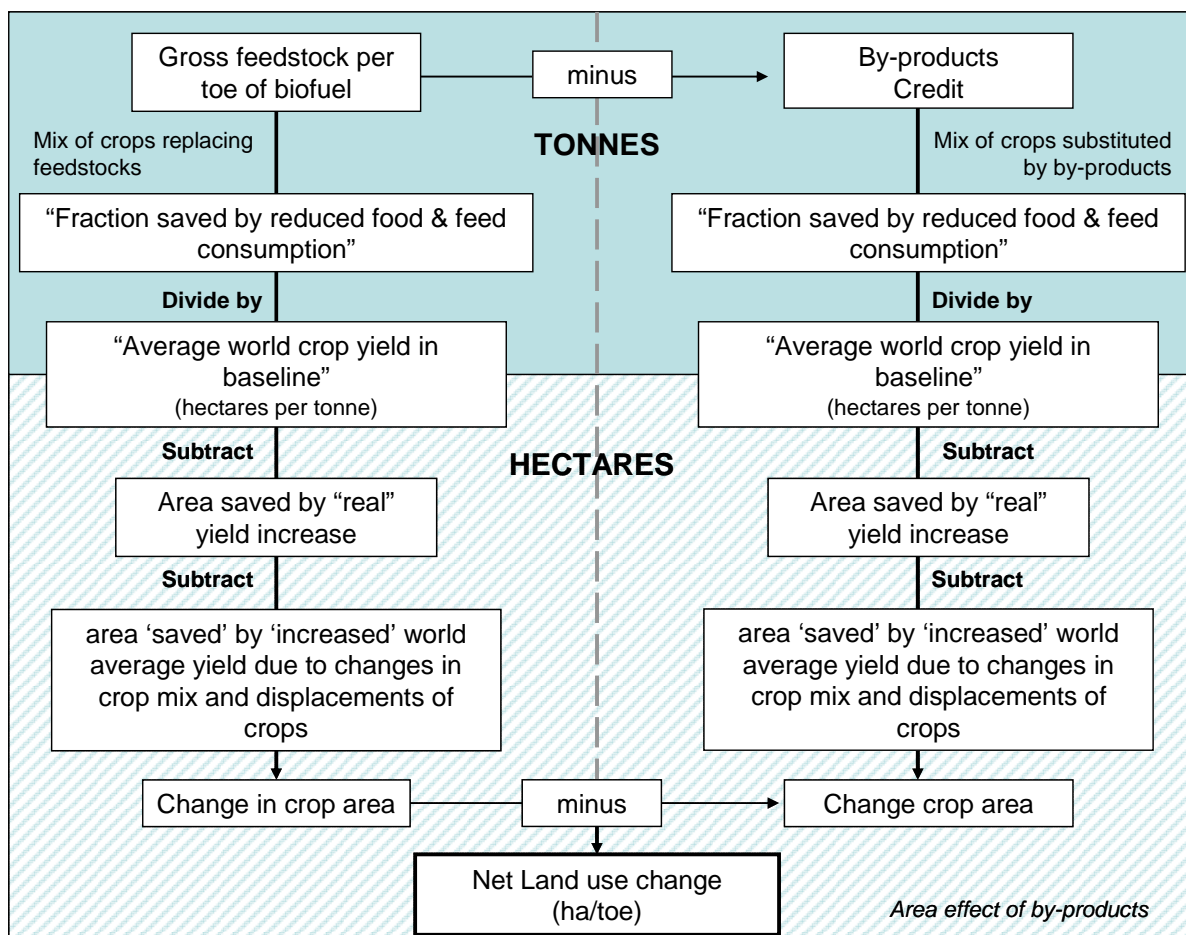 Gross feedstock per
toe of biofuel
minus
By-products
Credit
Mix of crops replacing
feedstocks
TONNES
Mix of crops substituted
by by-products
“Fraction saved by reduced food & feed
consumption”
“Fraction saved by reduced food & feed
consumption”
Divide by
Divide by
“Average world crop yield in
baseline”
(hectares per tonne)
“Average world crop yield in
baseline”
(hectares per tonne)
Subtract
HECTARES
Subtract
Area saved by “real”
yield increase
Area saved by “real”
yield increase
Subtract
Subtract
area ‘saved’ by ‘increased’ world
average yield due to changes in
crop mix and displacements of
crops
area ‘saved’ by ‘increased’ world
average yield due to changes in
crop mix and displacements of
crops
Change in crop area
minus
Change crop area
Net Land use change
(ha/toe)
Area effect of by-products